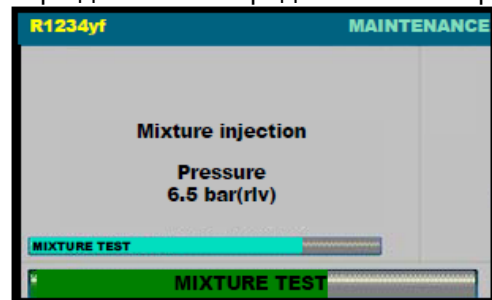 R1234yf MAINTENANCE
Mixture injection
Pressure
6.5 bar(rlv)
MIXTURE TEST
MIXTURE TEST